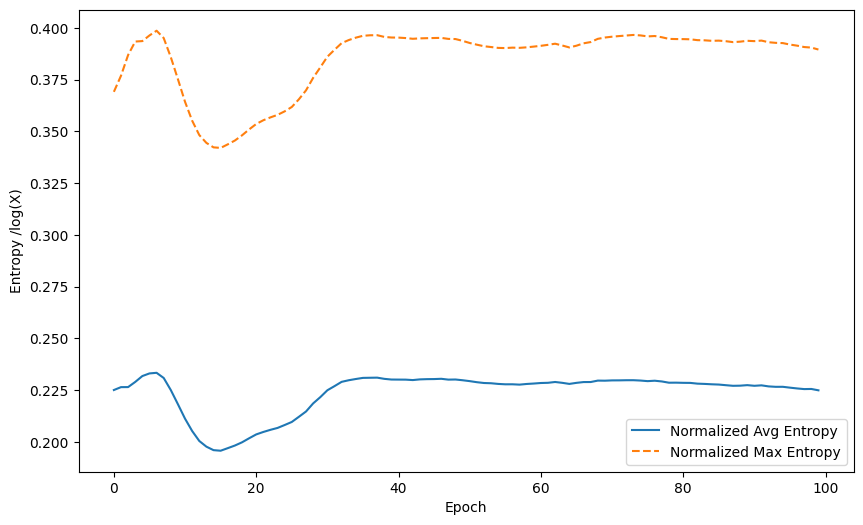 0.400
0.375
0.350
0.325
0.300
0.275
0.250
0.225
0.200
Entropy /log(X)
0 20 40 60 80 100
Epoch
Normalized Avg Entropy
Normalized Max Entropy